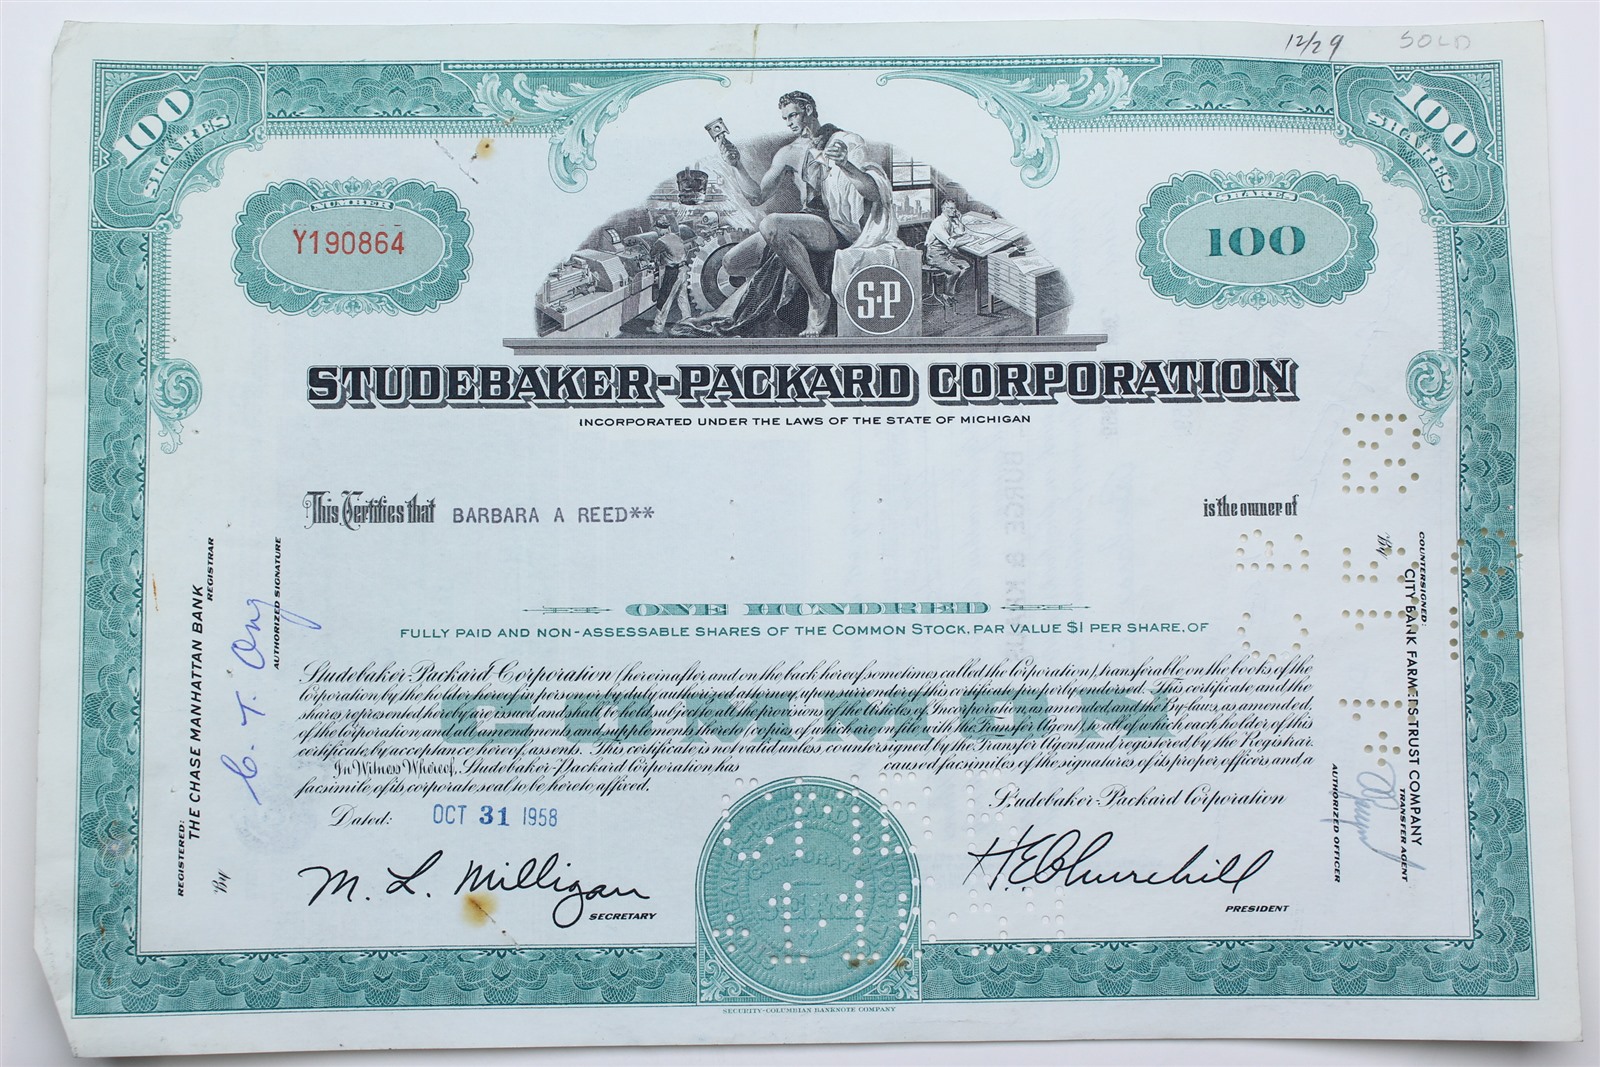 12/29 SOLD
100 SHARES
100 SHARES
NUMBER
Y190864
SHARES
100
S·P
STUDEBAKER-PACKARD CORPORATION
INCORPORATED UNDER THE LAWS OF THE STATE OF MICHIGAN
This Certifies that BARBARA A REED** is the owner of
ONE HUNDRED
FULLY PAID AND NON-ASSESSABLE SHARES OF THE COMMON STOCK, PAR VALUE $1 PER SHARE, OF
Studebaker-Packard Corporation (hereinafter and on the back hereof sometimes called the Corporation), transferable on the books of the
Corporation by the holder hereof in person or by duly authorized attorney, upon surrender of this certificate properly endorsed. This certificate and the
shares represented hereby are issued and shall be held subject to all the provisions of the Articles of Incorporation, as amended, and the By-laws, as amended,
of the Corporation and all amendments and supplements thereto (copies of which are on file with the Transfer Agent), to all of which each holder of this
certificate, by acceptance hereof, assents. This certificate is not valid unless countersigned by the Transfer Agent and registered by the Registrar.
In Witness Whereof, Studebaker-Packard Corporation has caused facsimiles of the signatures of its proper officers and a
facsimile of its corporate seal to be hereto affixed.
COMMON
Dated: OCT 31 1958
Studebaker-Packard Corporation
M. L. Milligan
SECRETARY
H E Churchill
PRESIDENT
REGISTERED:
THE CHASE MANHATTAN BANK
REGISTRAR
By
C. T. Ong
AUTHORIZED SIGNATURE
COUNTERSIGNED:
CITY BANK FARMERS TRUST COMPANY
TRANSFER AGENT
By
AUTHORIZED OFFICER
SECURITY-COLUMBIAN BANKNOTE COMPANY